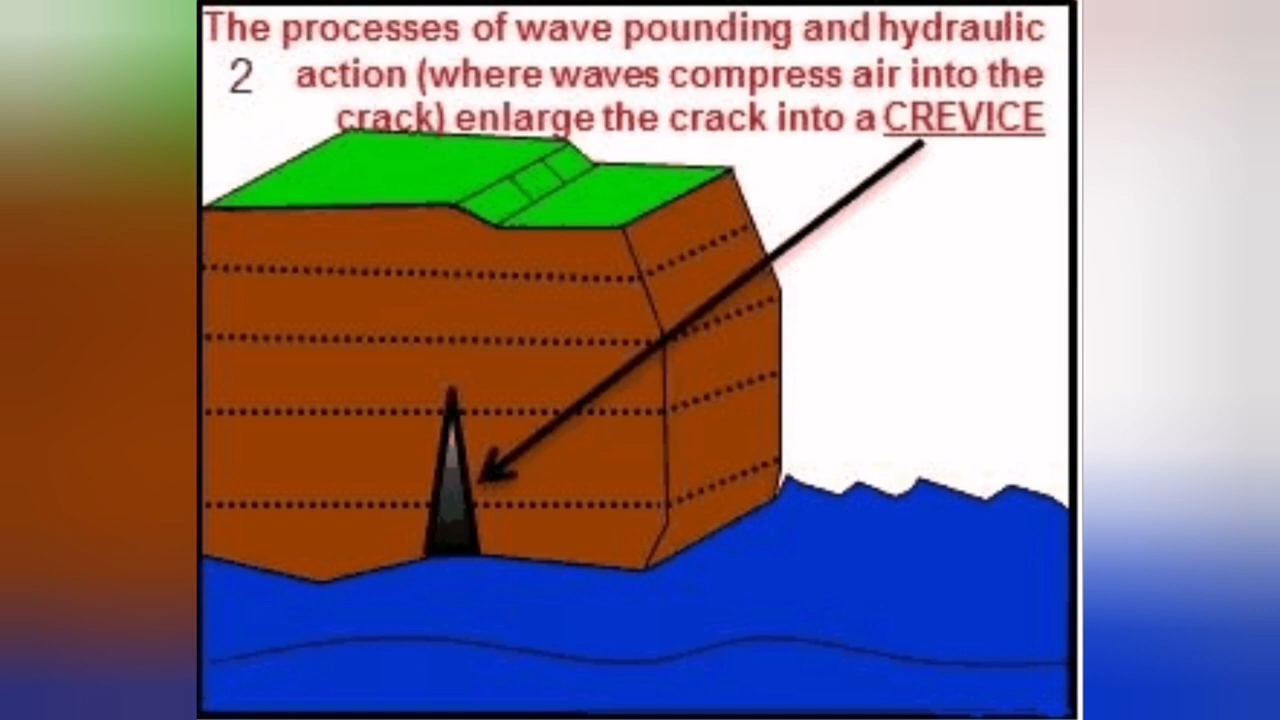 The processes of wave pounding and hydraulic
2 action (where waves compress air into the
crack) enlarge the crack into a CREVICE